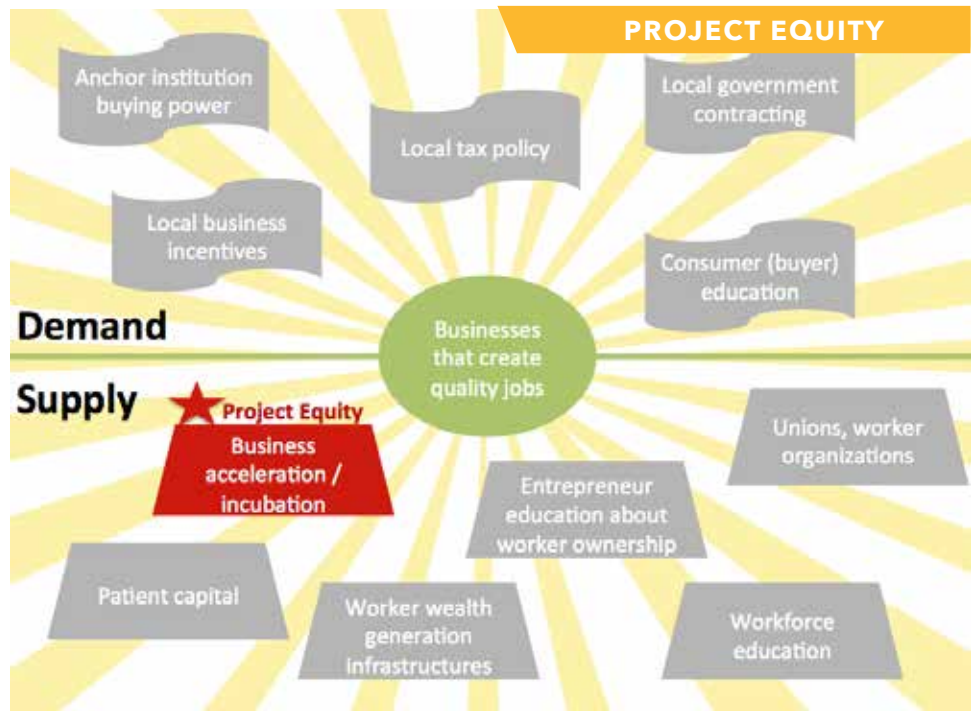 PROJECT EQUITY
Anchor institution
buying power
Local tax policy
Local government
contracting
Local business
incentives
Consumer (buyer)
education
Demand
Businesses
that create
quality jobs
Supply
Project Equity
Business
acceleration /
incubation
Unions, worker
organizations
Entrepreneur
education about
worker ownership
Patient capital
Worker wealth
generation
infrastructures
Workforce
education